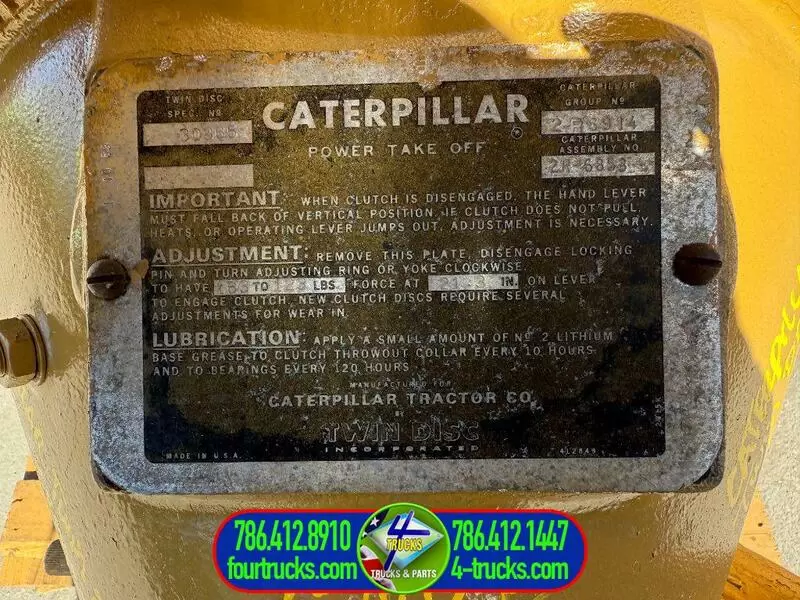 TWIN DISC
SPEC. Nº
CATERPILLAR
POWER TAKE OFF
CATERPILLAR
GROUP Nº
CATERPILLAR
ASSEMBLY NO.
IMPORTANT: WHEN CLUTCH IS DISENGAGED, THE HAND LEVER
MUST FALL BACK OF VERTICAL POSITION. IF CLUTCH DOES NOT PULL,
HEATS, OR OPERATING LEVER JUMPS OUT, ADJUSTMENT IS NECESSARY.
ADJUSTMENT: REMOVE THIS PLATE, DISENGAGE LOCKING
PIN AND TURN ADJUSTING RING OR YOKE CLOCKWISE
TO HAVE TO LBS. FORCE AT IN. ON LEVER
TO ENGAGE CLUTCH. NEW CLUTCH DISCS REQUIRE SEVERAL
ADJUSTMENTS FOR WEAR IN.
LUBRICATION: APPLY A SMALL AMOUNT OF Nº 2 LITHIUM
BASE GREASE TO CLUTCH THROWOUT COLLAR EVERY 10 HOURS
AND TO BEARINGS EVERY 120 HOURS.
MANUFACTURED FOR
CATERPILLAR TRACTOR CO.
BY
TWIN DISC
INCORPORATED
MADE IN U.S.A.
786.412.8910
fourtrucks.com
4
TRUCKS
TRUCKS & PARTS
786.412.1447
4-trucks.com